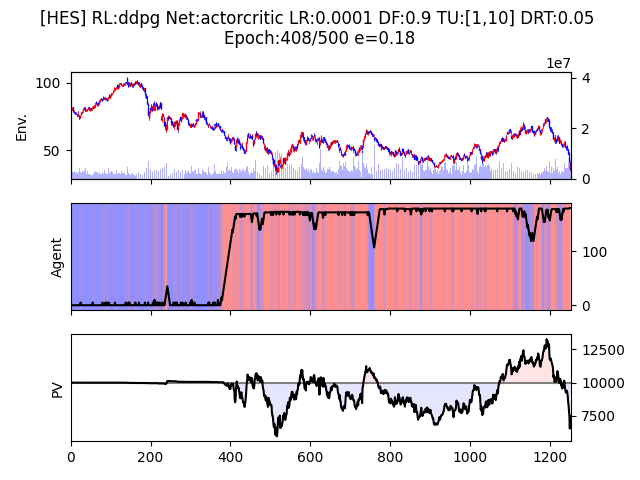 [HES] RL:ddpg Net:actorcritic LR:0.0001 DF:0.9 TU:[1,10] DRT:0.05
Epoch:408/500 e=0.18
1e7
100
50
Env.
4
2
0
Agent
100
0
PV
12500
10000
7500
0 200 400 600 800 1000 1200